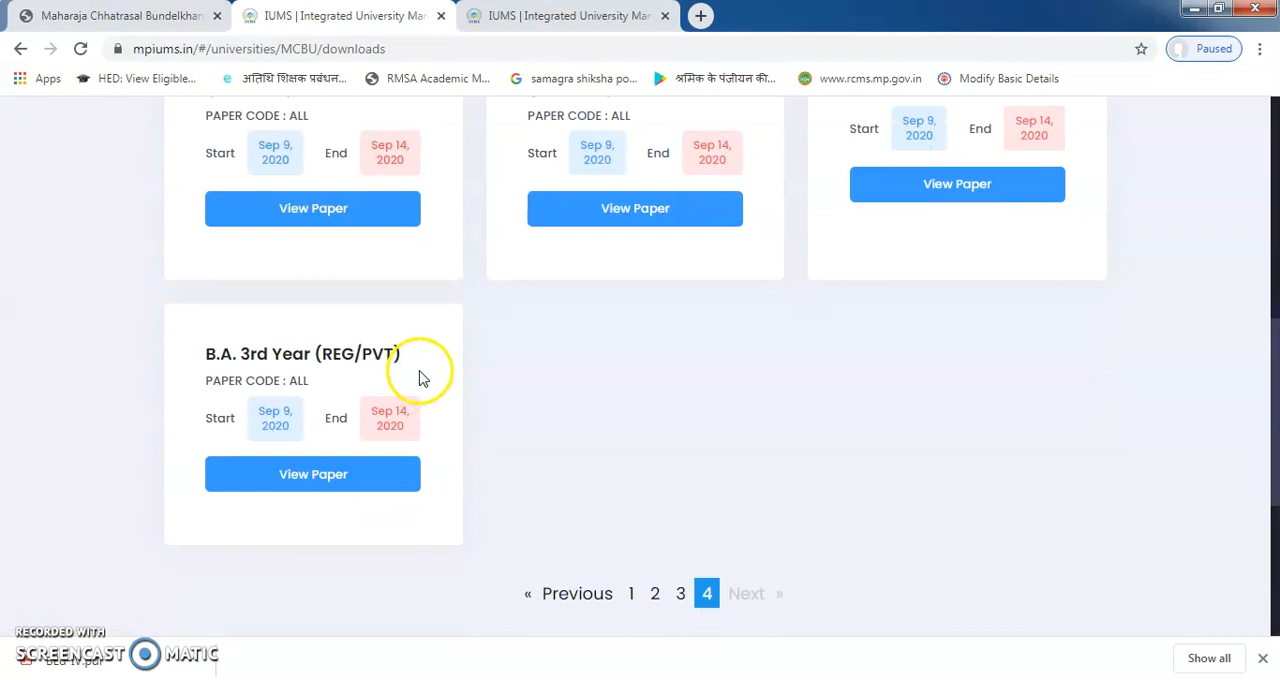 Maharaja Chhatrasal Bundelkhan
IUMS | Integrated University Mar
IUMS | Integrated University Mar
mpiums.in/#/universities/MCBU/downloads
Paused
Apps
HED: View Eligible...
अतिथि शिक्षक प्रबंधन...
RMSA Academic M...
samagra shiksha po...
श्रमिक के पंजीयन की...
www.rcms.mp.gov.in
Modify Basic Details
PAPER CODE : ALL
Start Sep 9, 2020 End Sep 14, 2020
View Paper
PAPER CODE : ALL
Start Sep 9, 2020 End Sep 14, 2020
View Paper
Start Sep 9, 2020 End Sep 14, 2020
View Paper
B.A. 3rd Year (REG/PVT)
PAPER CODE : ALL
Start Sep 9, 2020 End Sep 14, 2020
View Paper
« Previous 1 2 3 4 Next »
RECORDED WITH
SCREENCAST MATIC
Show all